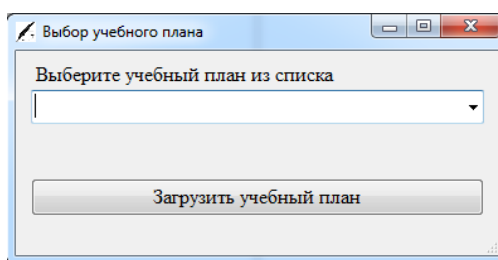 Выбор учебного плана
Выберите учебный план из списка
Загрузить учебный план